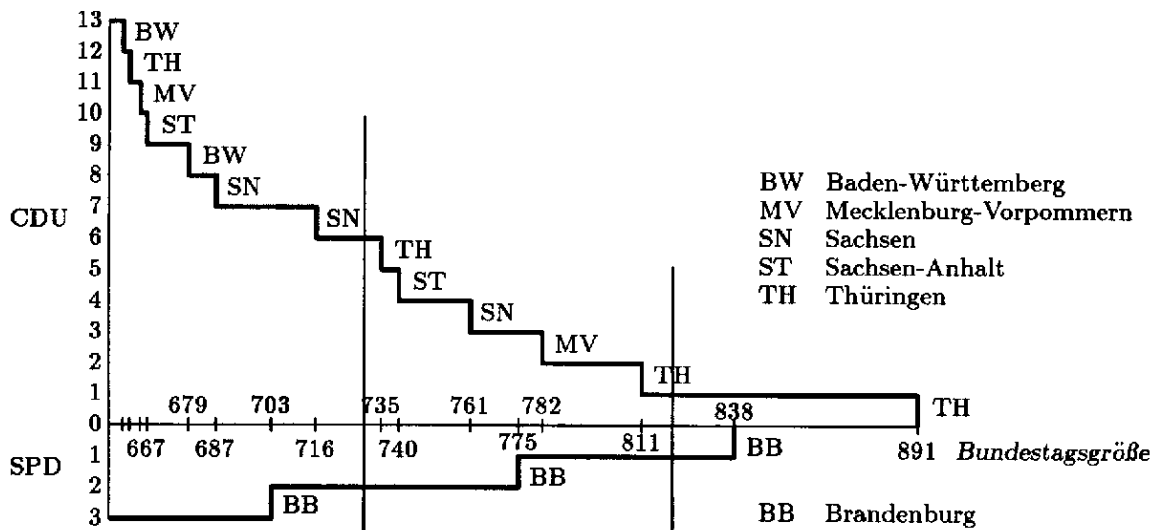 13
BW
12
TH
11
MV
10
ST
9
BW
8
SN
BW Baden-Württemberg
CDU 7
SN
MV Mecklenburg-Vorpommern
6
TH
SN Sachsen
5
ST
ST Sachsen-Anhalt
4
SN
TH Thüringen
3
MV
2
TH
1
679 703 735 761 782 838
TH
0
667 687 716 740 775 811 891 Bundestagsgröße
SPD 1
BB
2
BB
BB
3
BB Brandenburg